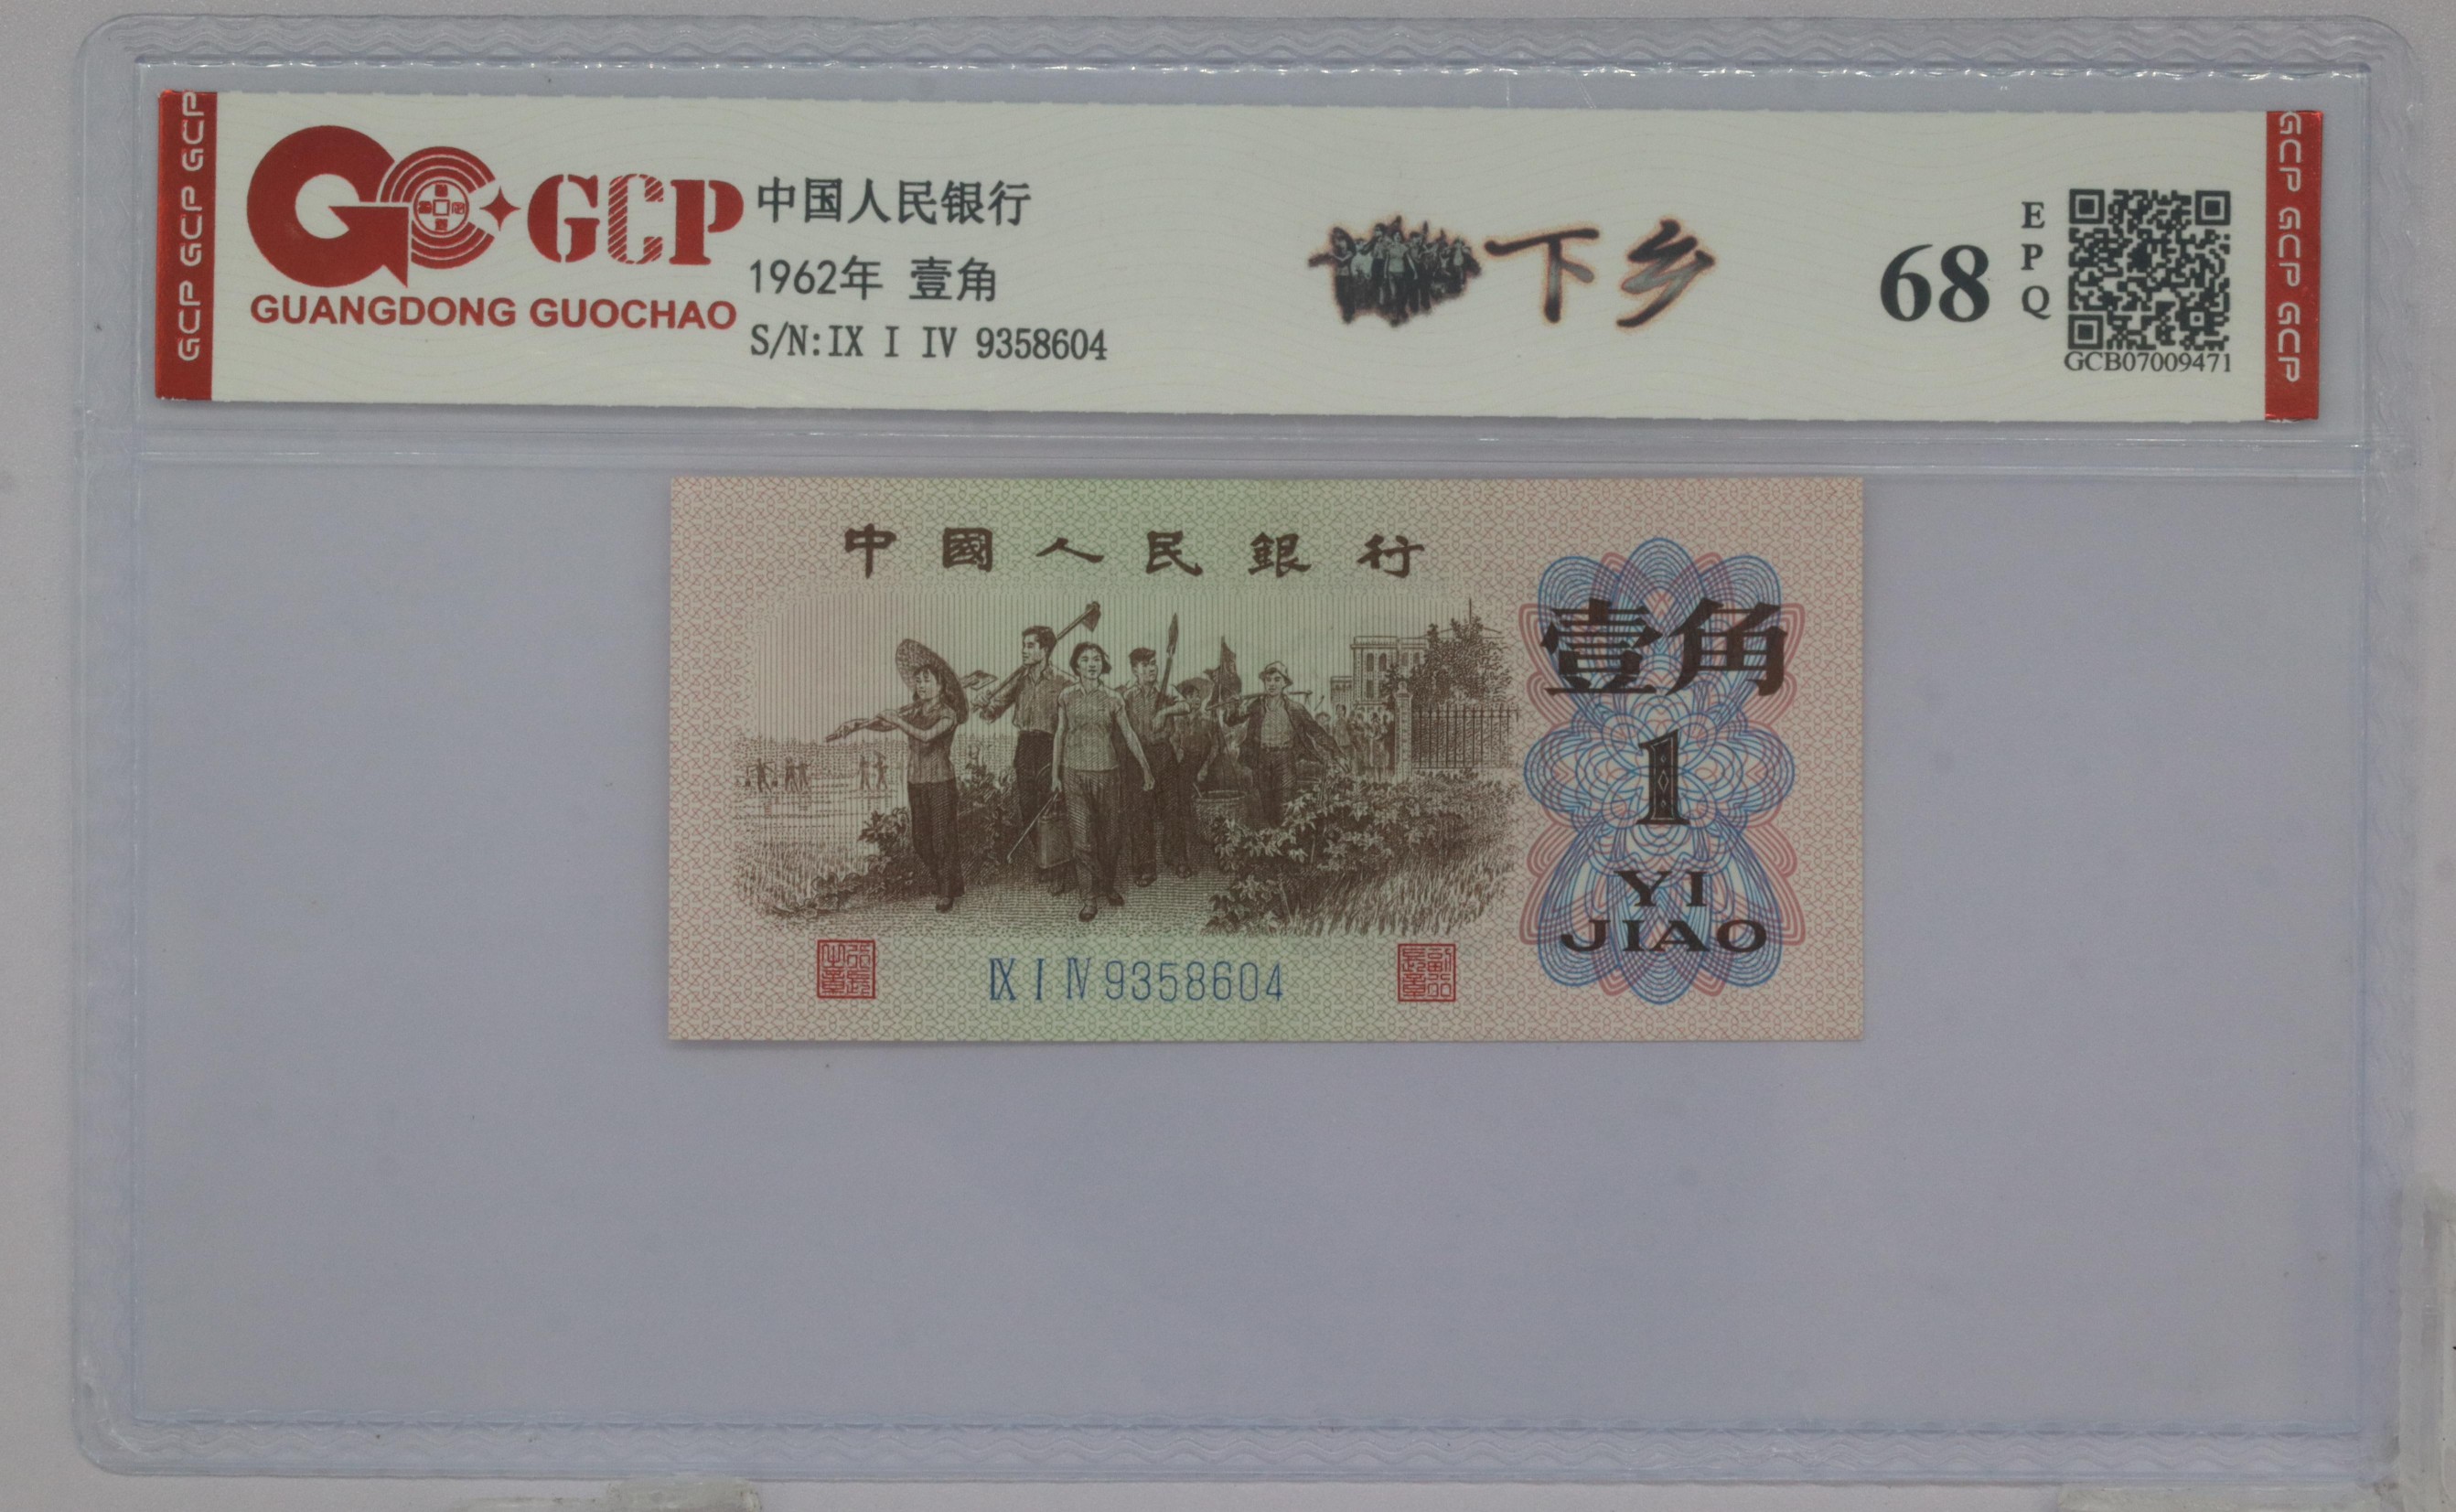 GCP GCP GCP
GCP
GUANGDONG GUOCHAO
中国人民银行
1962年 壹角
S/N:IX I IV 9358604
下乡
68
EPQ
GCB07009471
GCP GCP GCP
中國人民銀行
壹角
1
YI
JIAO
IX I IV 9358604